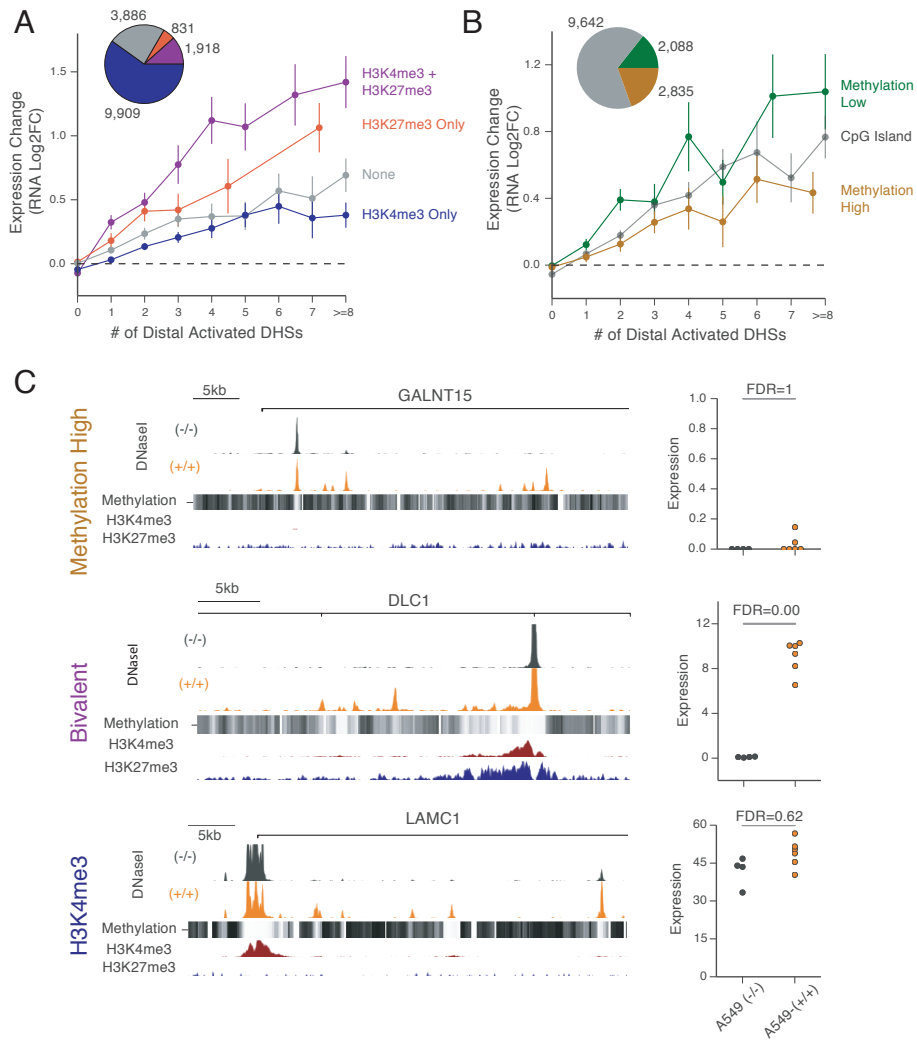 A
3,886
831
1,918
9,909
Expression Change
(RNA Log2FC)
1.5
1.0
0.5
0.0
0 1 2 3 4 5 6 7 >=8
# of Distal Activated DHSs
H3K4me3 +
H3K27me3
H3K27me3 Only
None
H3K4me3 Only
B
9,642
2,088
2,835
Expression Change
(RNA Log2FC)
1.2
0.8
0.4
0.0
0 1 2 3 4 5 6 7 >=8
# of Distal Activated DHSs
Methylation
Low
CpG Island
Methylation
High
C
Methylation High
5kb
GALNT15
DNaseI
(-/-)
(+/+)
Methylation
H3K4me3
H3K27me3
FDR=1
Expression
1.0
0.8
0.6
0.4
0.2
0.0
Bivalent
5kb
DLC1
DNaseI
(-/-)
(+/+)
Methylation
H3K4me3
H3K27me3
FDR=0.00
Expression
12
8
4
0
H3K4me3
5kb
LAMC1
DNaseI
(-/-)
(+/+)
Methylation
H3K4me3
H3K27me3
FDR=0.62
Expression
60
45
30
15
0
A549 (-/-)
A549-(+/+)